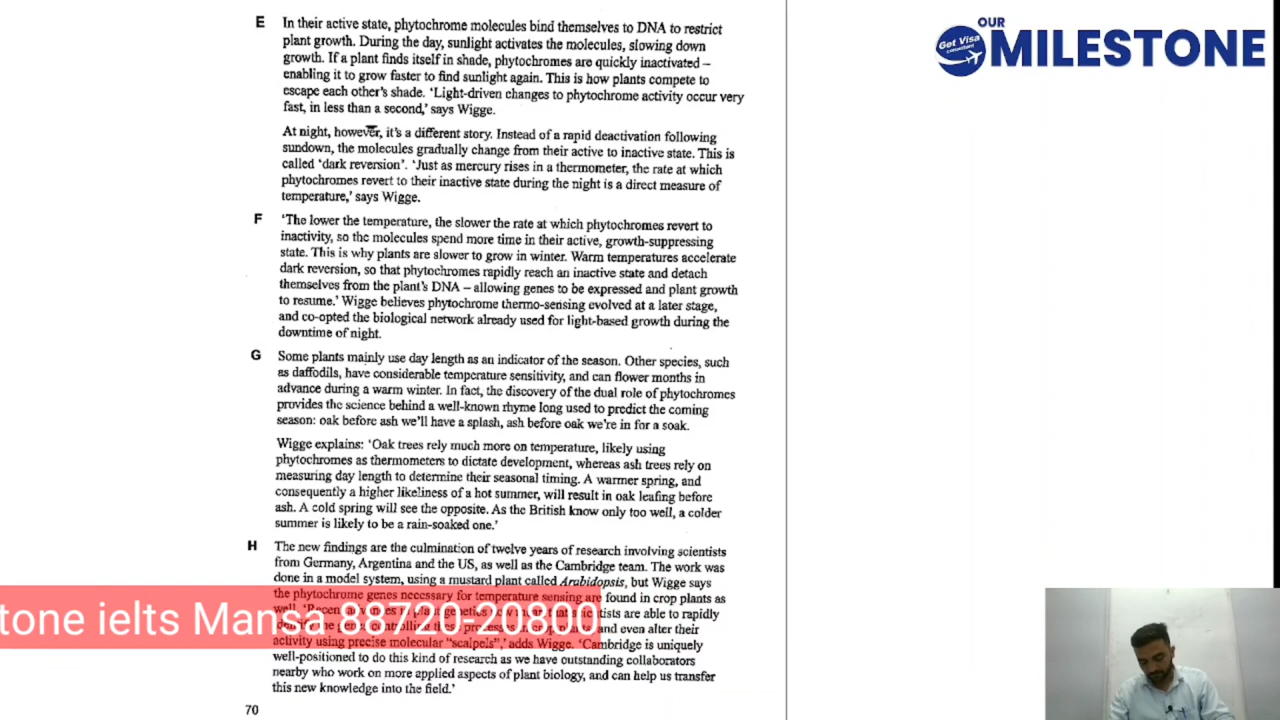 E In their active state, phytochrome molecules bind themselves to DNA to restrict
plant growth. During the day, sunlight activates the molecules, slowing down
growth. If a plant finds itself in shade, phytochromes are quickly inactivated –
enabling it to grow faster to find sunlight again. This is how plants compete to
escape each other's shade. 'Light-driven changes to phytochrome activity occur very
fast, in less than a second,' says Wigge.
At night, however, it's a different story. Instead of a rapid deactivation following
sundown, the molecules gradually change from their active to inactive state. This is
called 'dark reversion'. 'Just as mercury rises in a thermometer, the rate at which
phytochromes revert to their inactive state during the night is a direct measure of
temperature,' says Wigge.
F 'The lower the temperature, the slower the rate at which phytochromes revert to
inactivity, so the molecules spend more time in their active, growth-suppressing
state. This is why plants are slower to grow in winter. Warm temperatures accelerate
dark reversion, so that phytochromes rapidly reach an inactive state and detach
themselves from the plant's DNA – allowing genes to be expressed and plant growth
to resume.' Wigge believes phytochrome thermo-sensing evolved at a later stage,
and co-opted the biological network already used for light-based growth during the
downtime of night.
G Some plants mainly use day length as an indicator of the season. Other species, such
as daffodils, have considerable temperature sensitivity, and can flower months in
advance during a warm winter. In fact, the discovery of the dual role of phytochromes
provides the science behind a well-known rhyme long used to predict the coming
season: oak before ash we'll have a splash, ash before oak we're in for a soak.
Wigge explains: 'Oak trees rely much more on temperature, likely using
phytochromes as thermometers to dictate development, whereas ash trees rely on
measuring day length to determine their seasonal timing. A warmer spring, and
consequently a higher likeliness of a hot summer, will result in oak leafing before
ash. A cold spring will see the opposite. As the British know only too well, a colder
summer is likely to be a rain-soaked one.'
H The new findings are the culmination of twelve years of research involving scientists
from Germany, Argentina and the US, as well as the Cambridge team. The work was
done in a model system, using a mustard plant called Arabidopsis, but Wigge says
the phytochrome genes necessary for temperature sensing are found in crop plants as
tists are able to rapidly
and even alter their
activity using precise molecular "scalpels",' adds Wigge. 'Cambridge is uniquely
well-positioned to do this kind of research as we have outstanding collaborators
nearby who work on more applied aspects of plant biology, and can help us transfer
this new knowledge into the field.'
70
tone ielts Mansa 88720-20800
OUR
MILESTONE
Get Visa
consultant